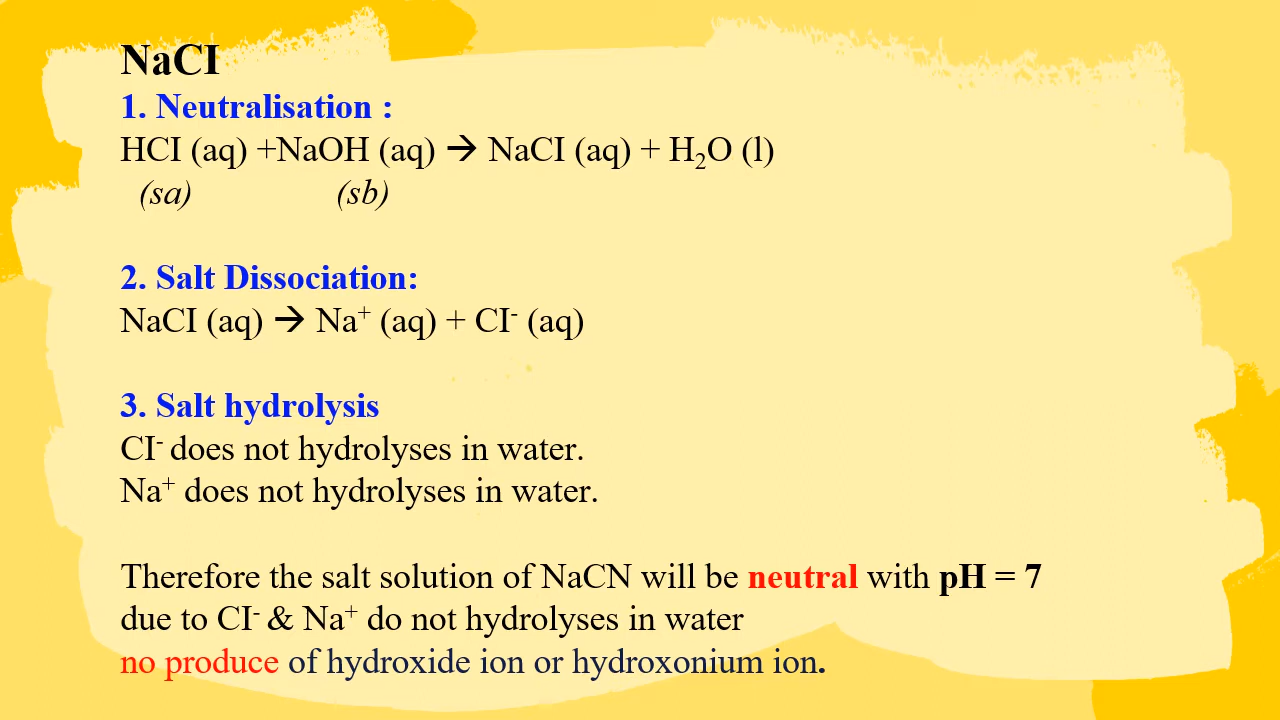 NaCI
1. Neutralisation :
HCI (aq) +NaOH (aq) → NaCI (aq) + H₂O (l)
(sa) (sb)
2. Salt Dissociation:
NaCI (aq) → Na⁺ (aq) + CI⁻ (aq)
3. Salt hydrolysis
CI⁻ does not hydrolyses in water.
Na⁺ does not hydrolyses in water.
Therefore the salt solution of NaCN will be neutral with pH = 7
due to CI⁻ & Na⁺ do not hydrolyses in water
no produce of hydroxide ion or hydroxonium ion.